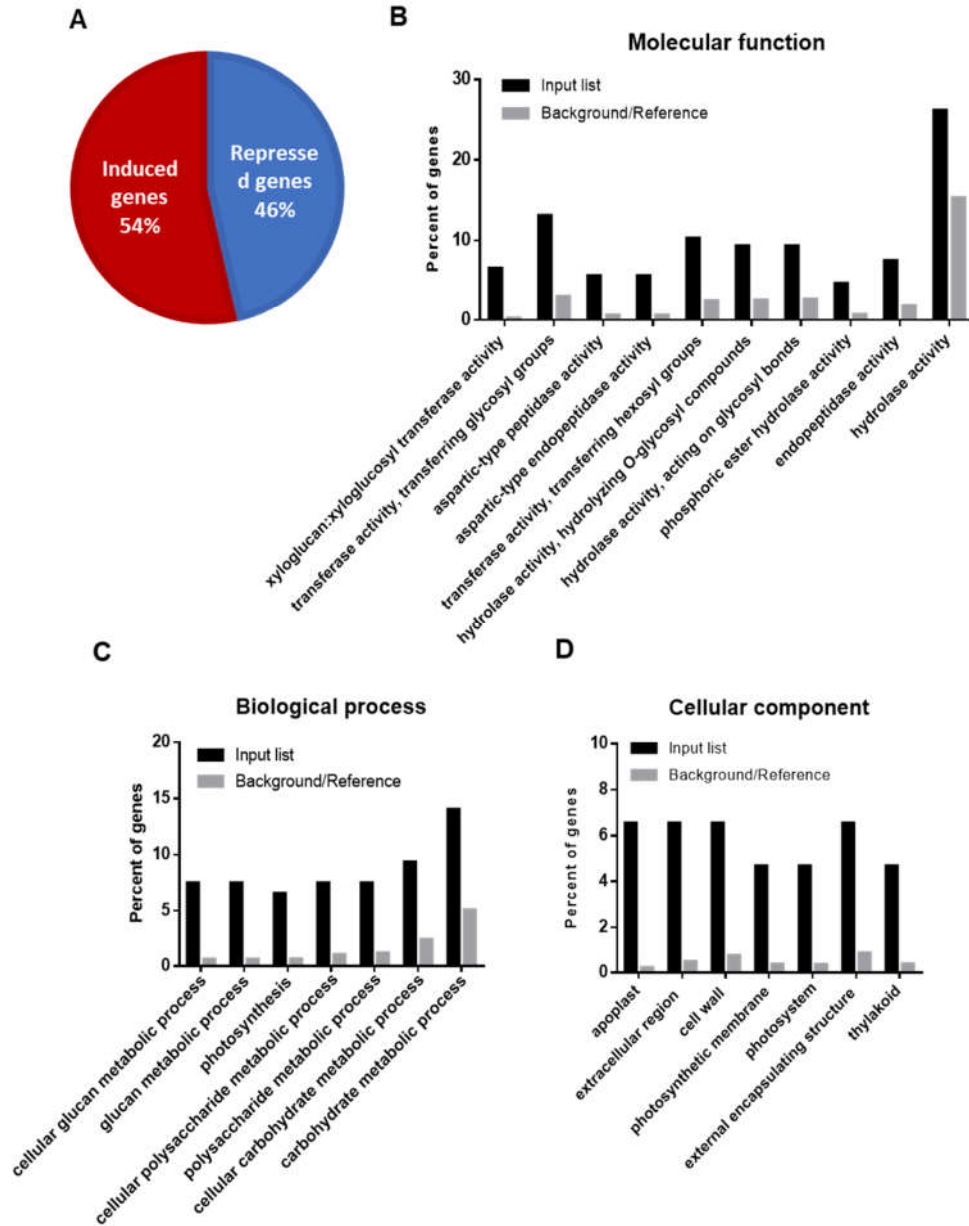 A
Induced
genes
54%
Represse
d genes
46%
B
Molecular function
Input list
Background/Reference
Percent of genes
30
20
10
0
xyloglucan:xyloglucosyl transferase activity
transferase activity, transferring glycosyl groups
aspartic-type peptidase activity
aspartic-type endopeptidase activity
transferase activity, transferring hexosyl groups
hydrolase activity, hydrolyzing O-glycosyl compounds
hydrolase activity, acting on glycosyl bonds
phosphoric ester hydrolase activity
endopeptidase activity
hydrolase activity
C
Biological process
Input list
Background/Reference
Percent of genes
20
15
10
5
0
cellular glucan metabolic process
glucan metabolic process
photosynthesis
cellular polysaccharide metabolic process
polysaccharide metabolic process
cellular carbohydrate metabolic process
carbohydrate metabolic process
D
Cellular component
Input list
Background/Reference
Percent of genes
10
8
6
4
2
0
apoplast
extracellular region
cell wall
photosynthetic membrane
photosystem
external encapsulating structure
thylakoid